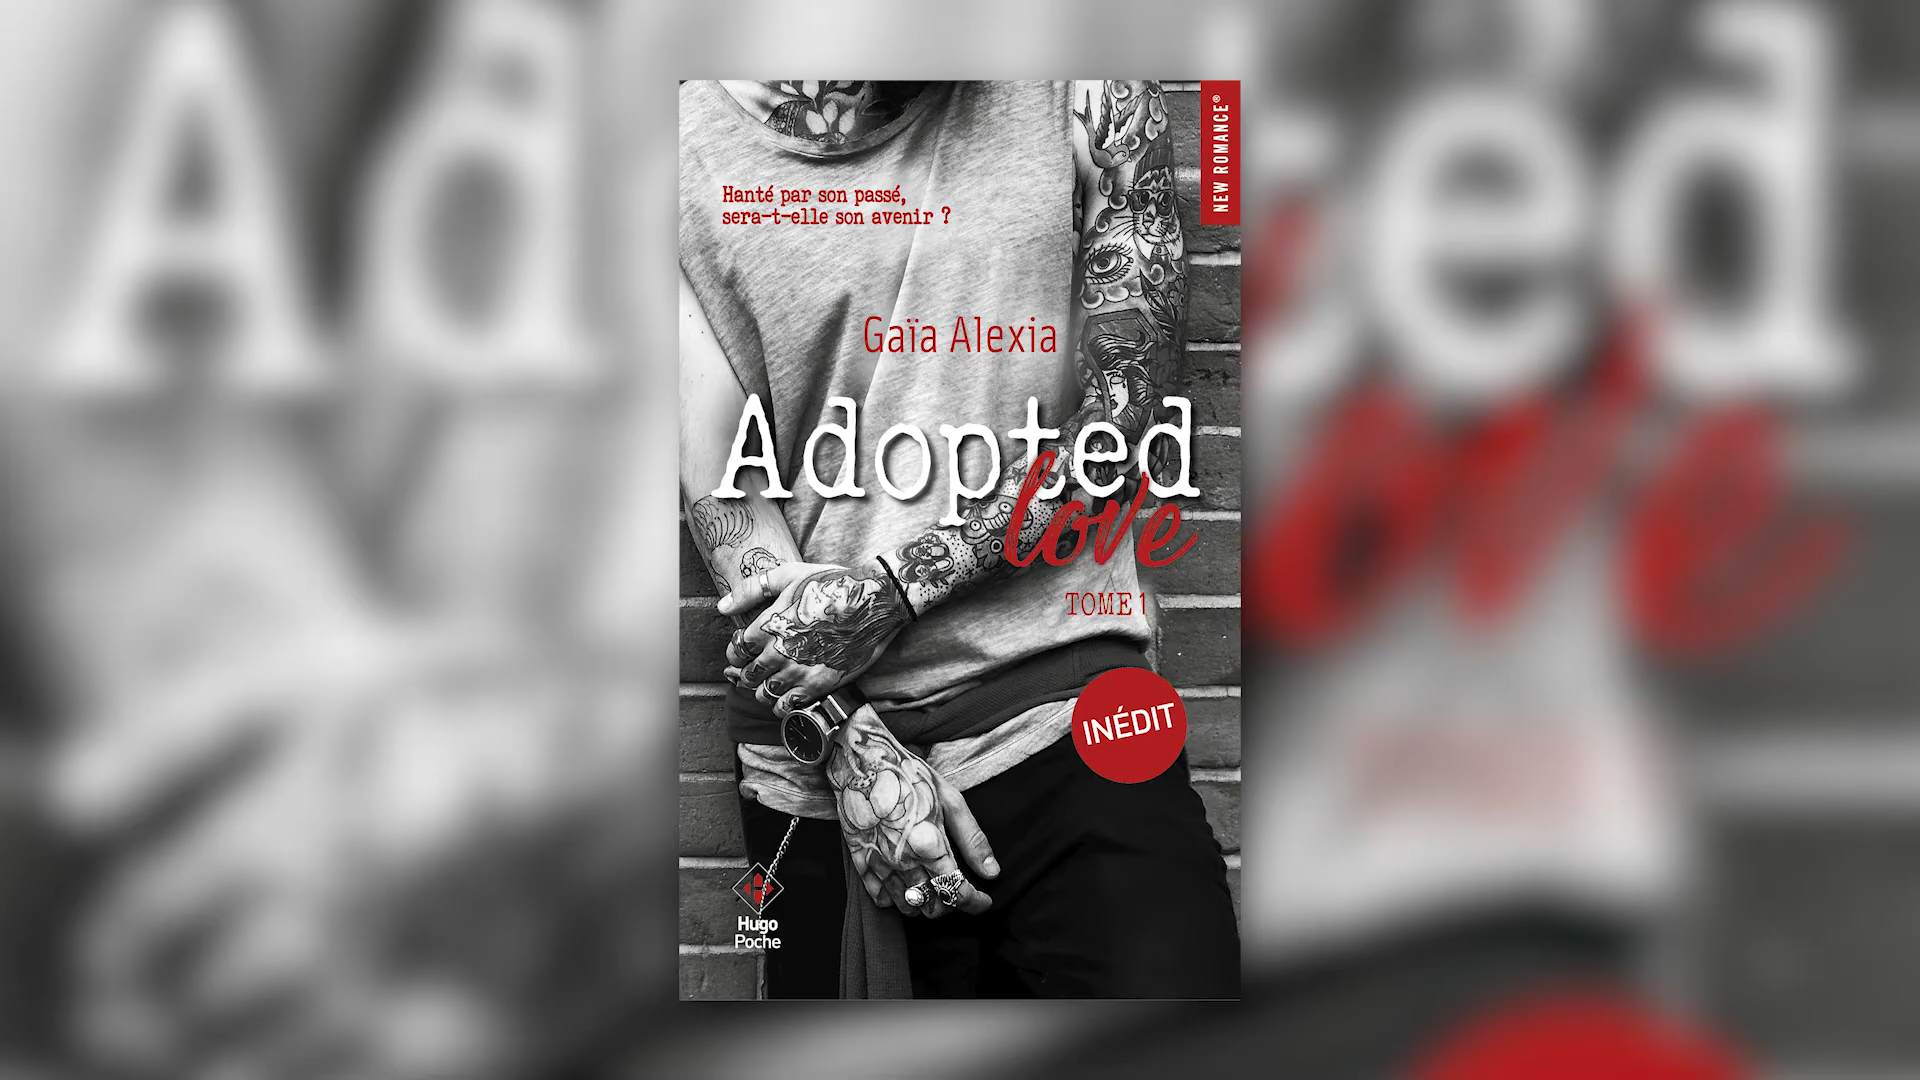 NEW ROMANCE®
Hanté par son passé,
sera-t-elle son avenir ?
Gaïa Alexia
Adopted
love
TOME 1
INÉDIT
Hugo
Poche